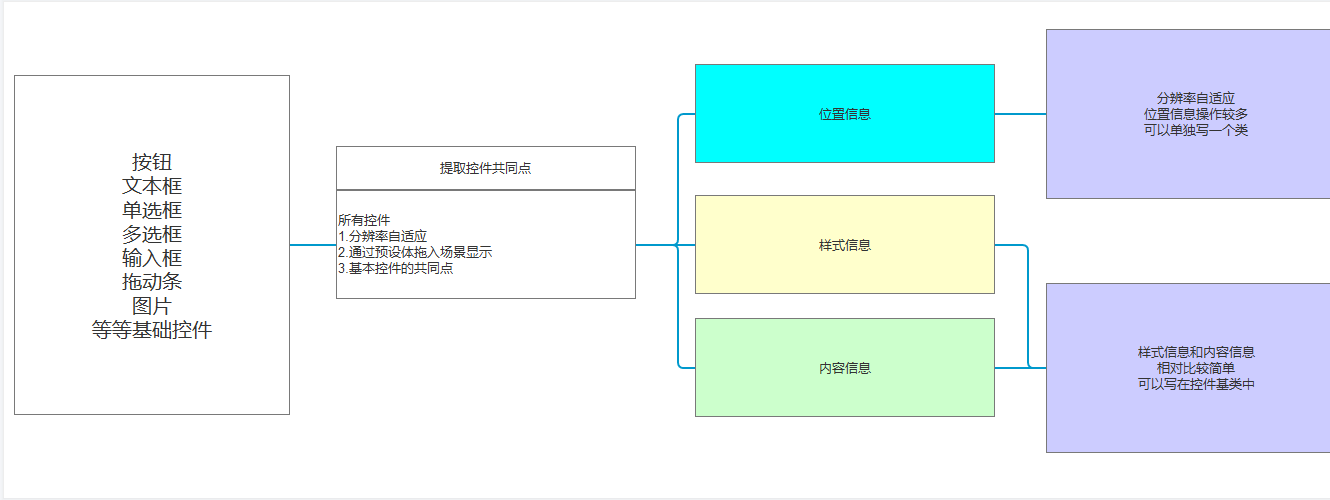 按钮
文本框
单选框
多选框
输入框
拖动条
图片
等等基础控件
提取控件共同点
所有控件
1.分辨率自适应
2.通过预设体拖入场景显示
3.基本控件的共同点
位置信息
样式信息
内容信息
分辨率自适应
位置信息操作较多
可以单独写一个类
样式信息和内容信息
相对比较简单
可以写在控件基类中